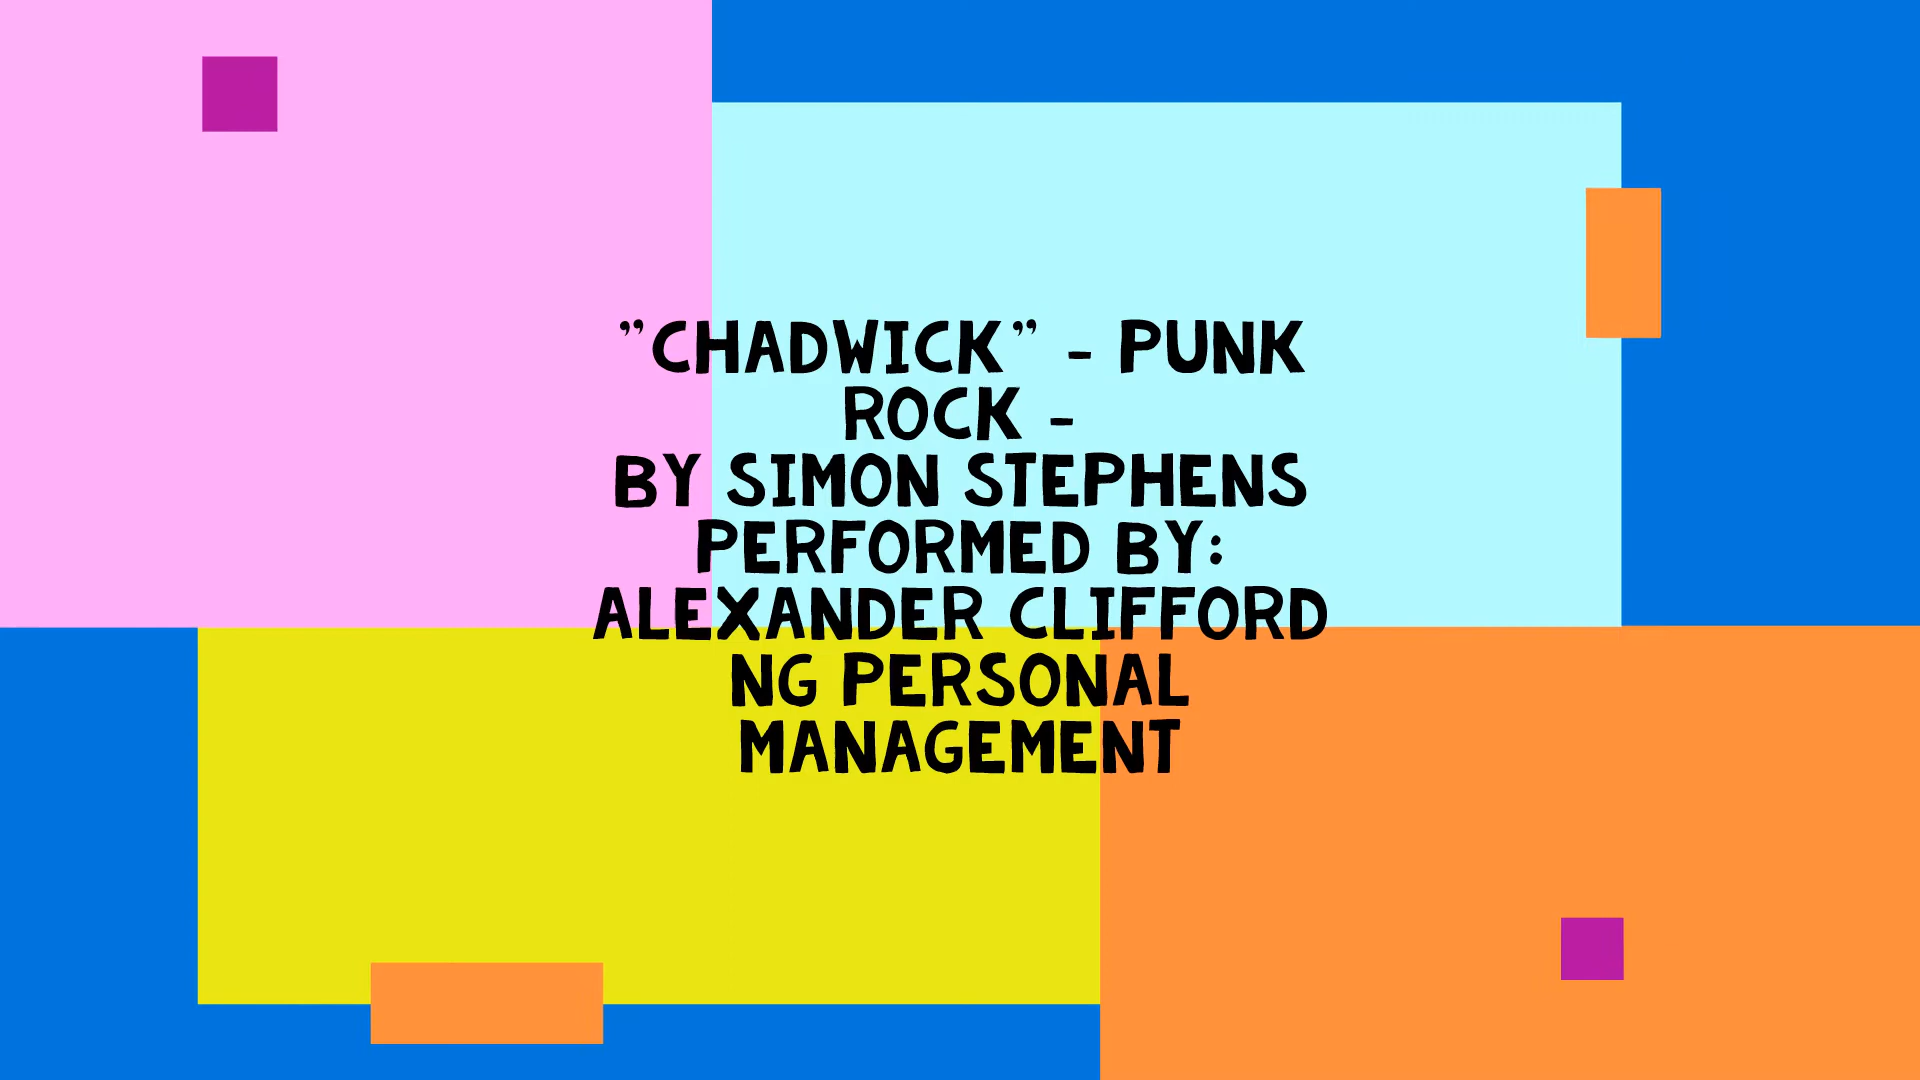 "CHADWICK" - PUNK
ROCK -
BY SIMON STEPHENS
PERFORMED BY:
ALEXANDER CLIFFORD
NG PERSONAL
MANAGEMENT